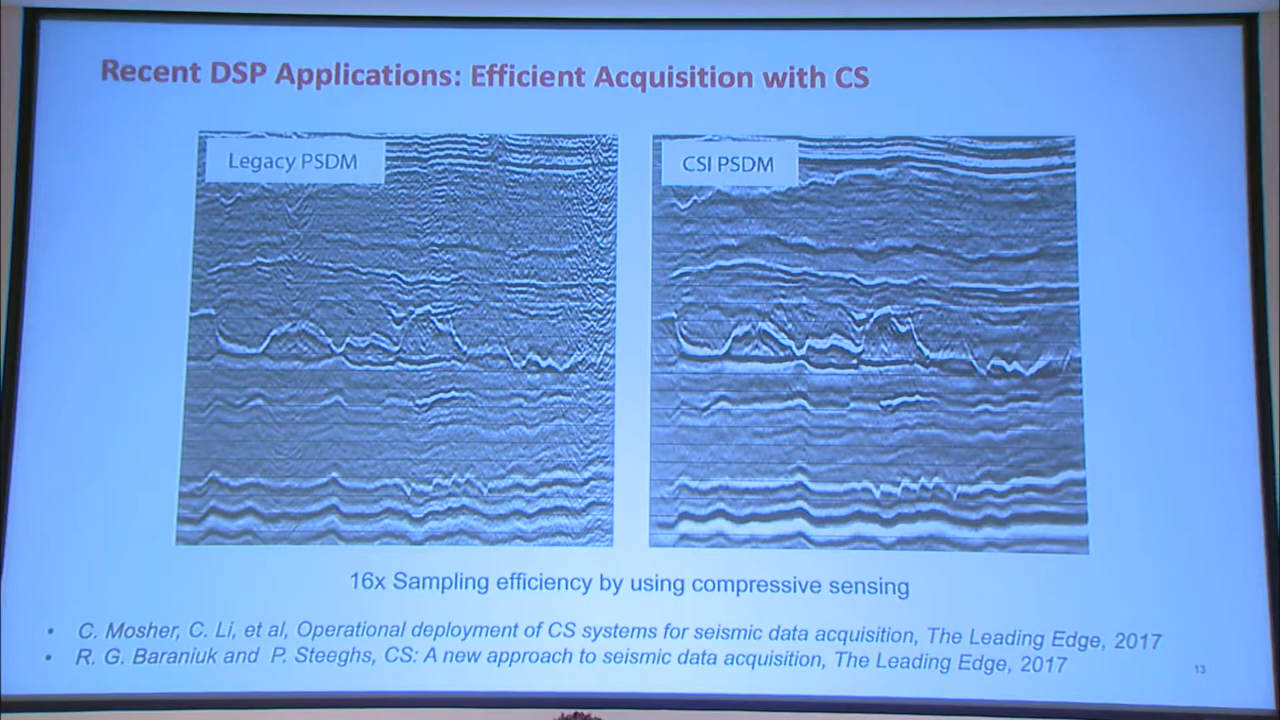 Recent DSP Applications: Efficient Acquisition with CS
Legacy PSDM
CSI PSDM
16x Sampling efficiency by using compressive sensing
• C. Mosher, C. Li, et al, Operational deployment of CS systems for seismic data acquisition, The Leading Edge, 2017
• R. G. Baraniuk and P. Steeghs, CS: A new approach to seismic data acquisition, The Leading Edge, 2017
13